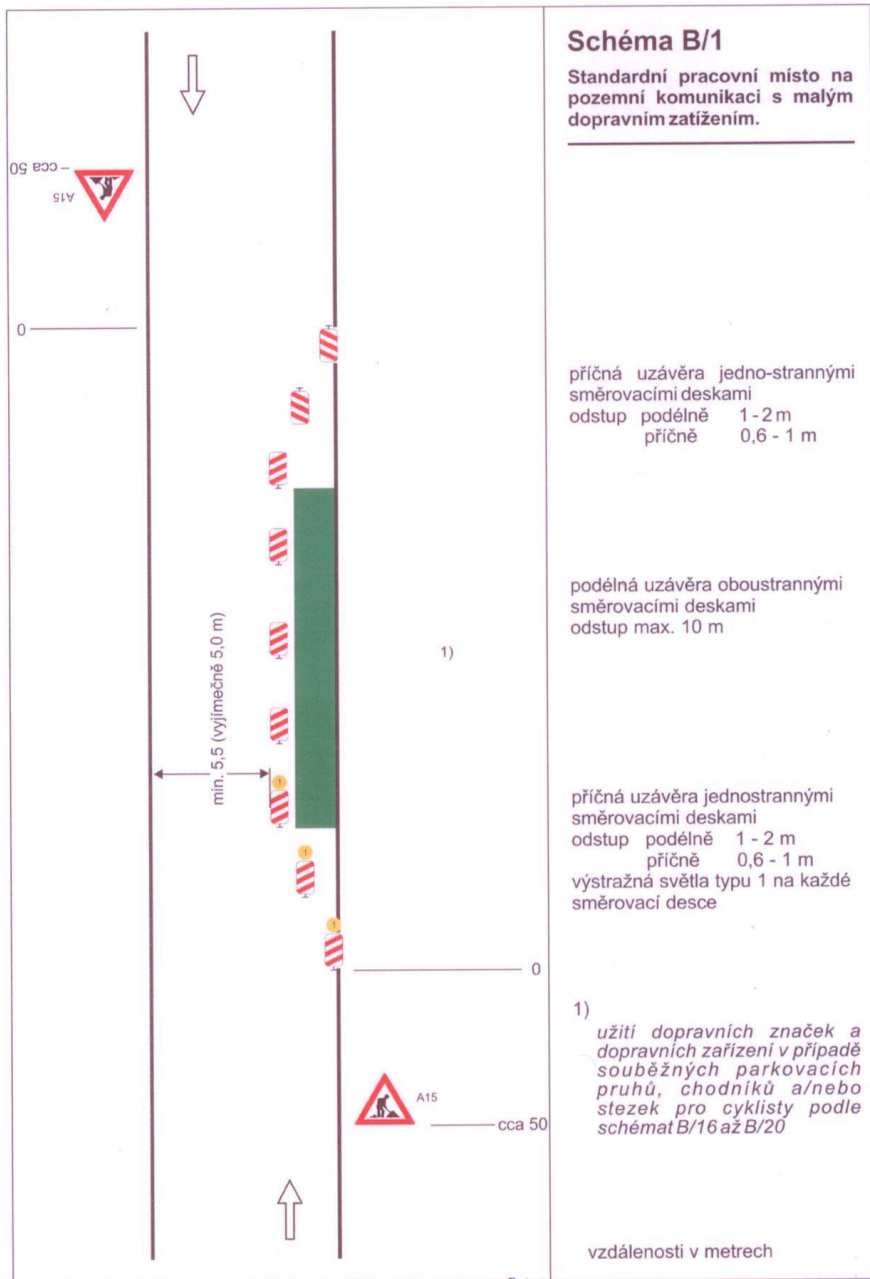 Schéma B/1
Standardní pracovní místo na
pozemní komunikaci s malým
dopravním zatížením.
cca 50
A15
0
příčná uzávěra jedno-strannými
směrovacími deskami
odstup podélně 1 - 2 m
příčně 0,6 - 1 m
podélná uzávěra oboustrannými
směrovacími deskami
odstup max. 10 m
min. 5,5 (vyjímečně 5,0 m)
1)
příčná uzávěra jednostrannými
směrovacími deskami
odstup podélně 1 - 2 m
příčně 0,6 - 1 m
výstražná světla typu 1 na každé
směrovací desce
1
1
1
0
1)
užití dopravních značek a
dopravních zařízení v případě
souběžných parkovacích
pruhů, chodníků a/nebo
stezek pro cyklisty podle
schémat B/16 až B/20
A15
cca 50
vzdálenosti v metrech